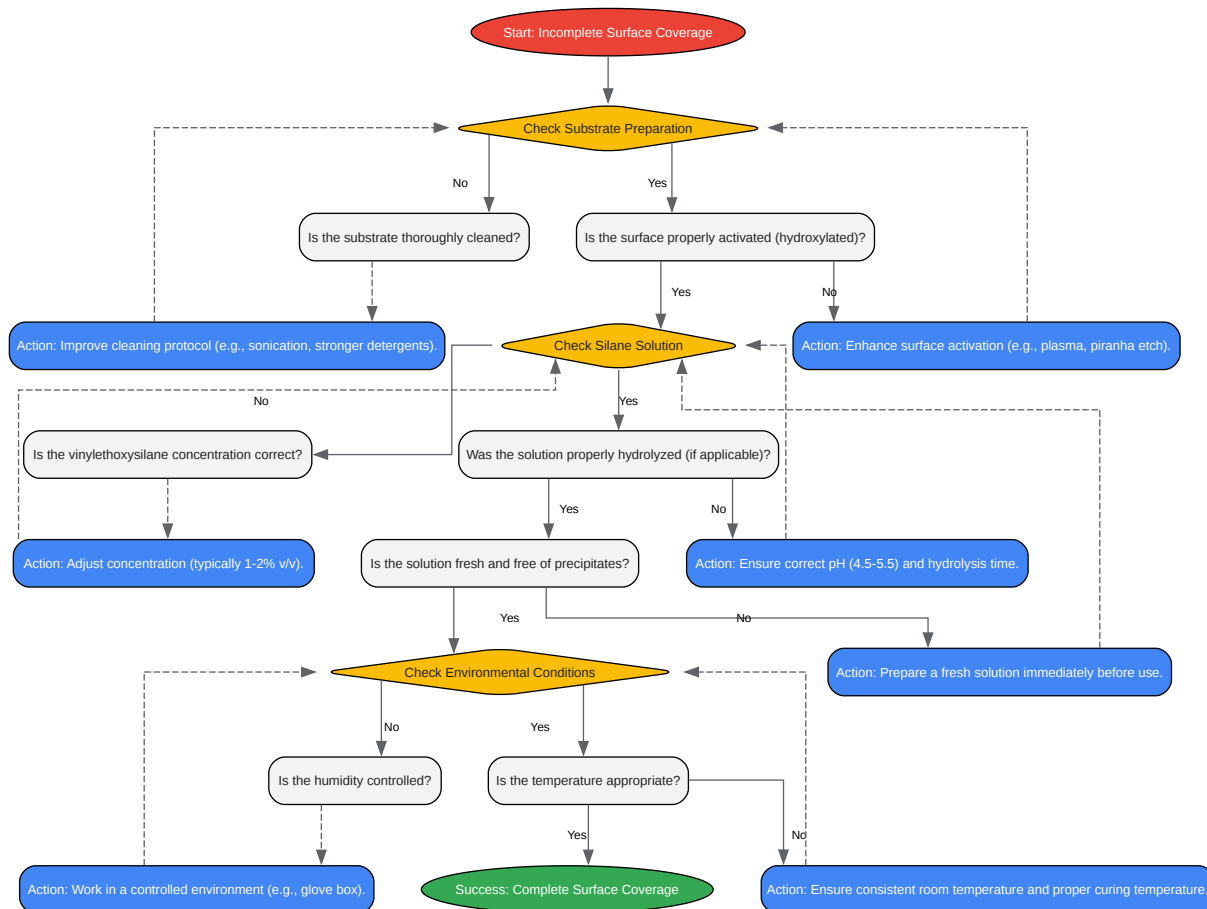 Start: Incomplete Surface Coverage
Check Substrate Preparation
No
Yes
Is the substrate thoroughly cleaned?
Is the surface properly activated (hydroxylated)?
Yes
No
Action: Improve cleaning protocol (e.g., sonication, stronger detergents).
Check Silane Solution
Action: Enhance surface activation (e.g., plasma, piranha etch).
No
Yes
Is the vinylethoxysilane concentration correct?
Was the solution properly hydrolyzed (if applicable)?
Yes
No
Action: Adjust concentration (typically 1-2% v/v).
Is the solution fresh and free of precipitates?
Action: Ensure correct pH (4.5-5.5) and hydrolysis time.
Yes
No
Check Environmental Conditions
Action: Prepare a fresh solution immediately before use.
No
Yes
Is the humidity controlled?
Is the temperature appropriate?
Yes
No
Action: Work in a controlled environment (e.g., glove box).
Success: Complete Surface Coverage
Action: Ensure consistent room temperature and proper curing temperature.